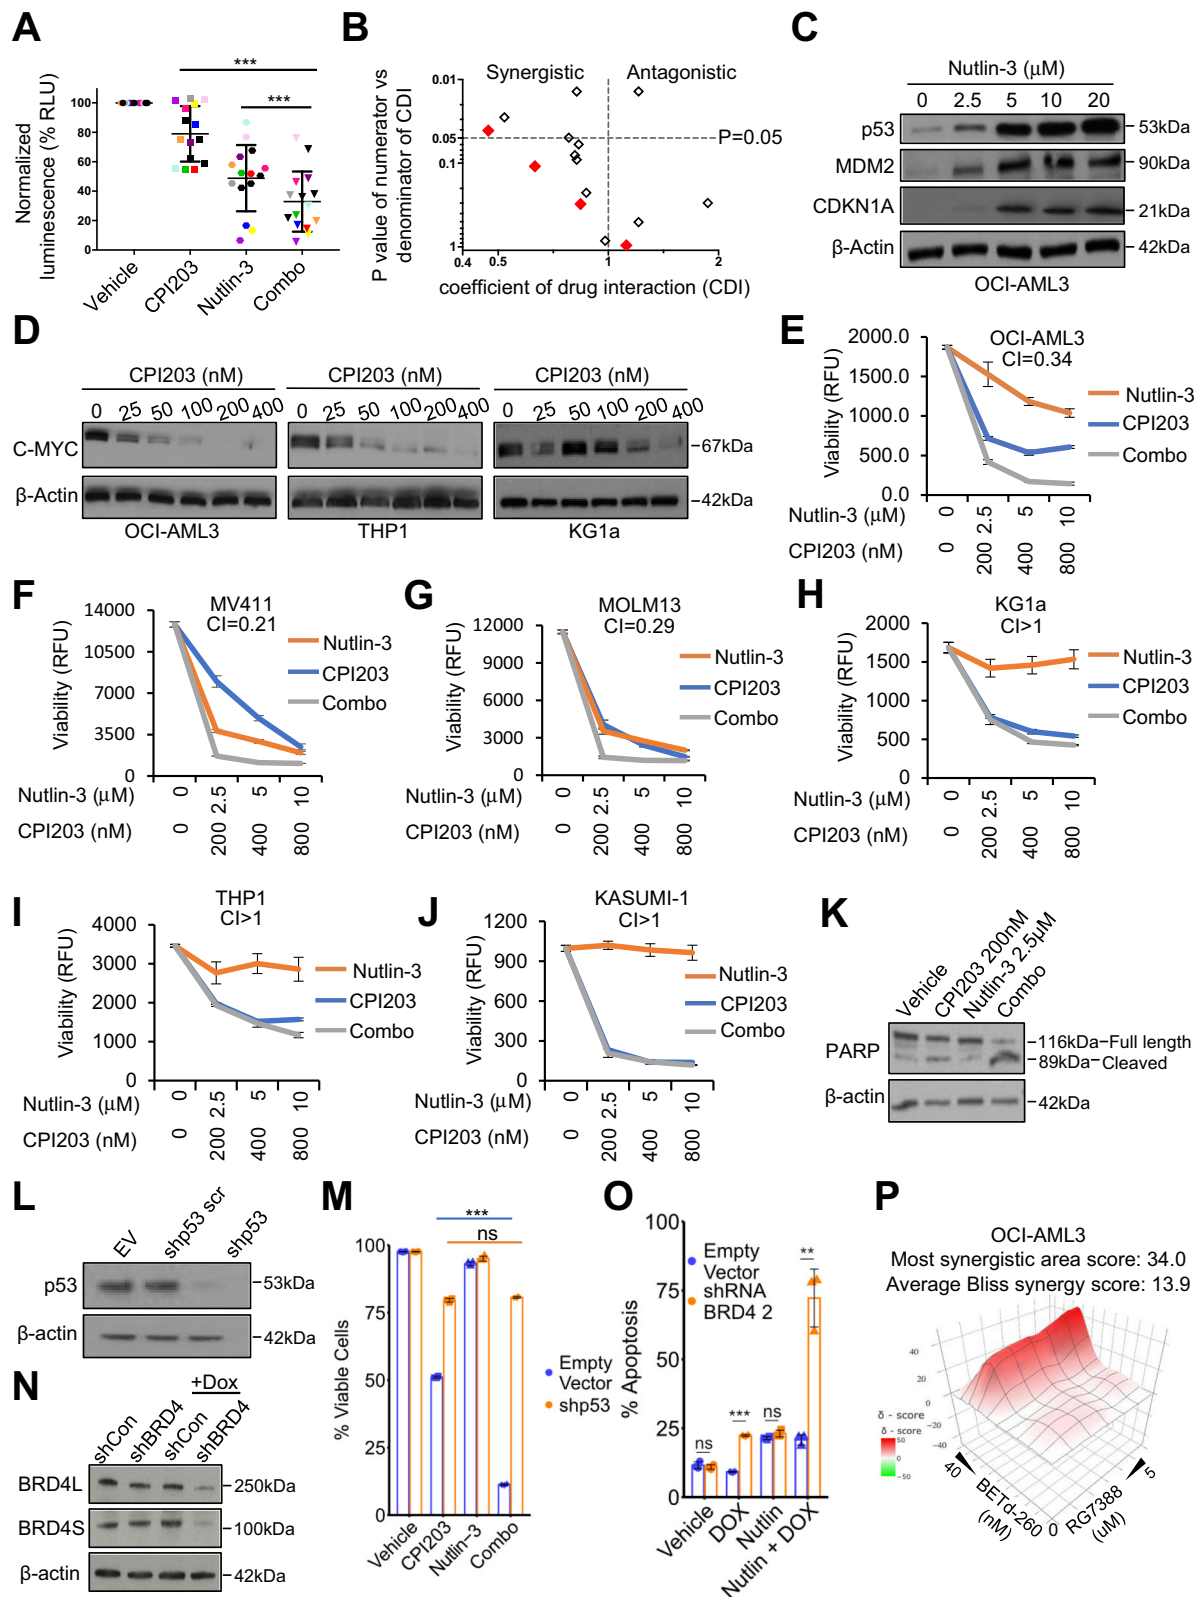 A
Normalized
luminescence (% RLU)
***
***
100
80
60
40
20
0
Vehicle
CPI203
Nutlin-3
Combo
B
P value of numerator vs
denominator of CDI
Synergistic
Antagonistic
0.01
0.05
0.1
1
P=0.05
0.4
0.5
1
2
coefficient of drug interaction (CDI)
C
Nutlin-3 (μM)
0 2.5 5 10 20
p53
53kDa
MDM2
90kDa
CDKN1A
21kDa
β-Actin
42kDa
OCI-AML3
D
CPI203 (nM)
CPI203 (nM)
CPI203 (nM)
0 25 50 100 200 400
0 25 50 100 200 400
0 25 50 100 200 400
C-MYC
67kDa
β-Actin
42kDa
OCI-AML3
THP1
KG1a
E
OCI-AML3
CI=0.34
Viability (RFU)
2000.0
1500.0
1000.0
500.0
0.0
Nutlin-3
CPI203
Combo
Nutlin-3 (μM)
0 2.5 5 10
CPI203 (nM)
0 200 400 800
F
MV411
CI=0.21
Viability (RFU)
14000
10500
7000
3500
0
Nutlin-3
CPI203
Combo
Nutlin-3 (μM)
0 2.5 5 10
CPI203 (nM)
0 200 400 800
G
MOLM13
CI=0.29
Viability (RFU)
12000
9000
6000
3000
0
Nutlin-3
CPI203
Combo
Nutlin-3 (μM)
0 2.5 5 10
CPI203 (nM)
0 200 400 800
H
KG1a
CI>1
Viability (RFU)
2000
1500
1000
500
0
Nutlin-3
CPI203
Combo
Nutlin-3 (μM)
0 2.5 5 10
CPI203 (nM)
0 200 400 800
I
THP1
CI>1
Viability (RFU)
4000
3000
2000
1000
0
Nutlin-3
CPI203
Combo
Nutlin-3 (μM)
0 2.5 5 10
CPI203 (nM)
0 200 400 800
J
KASUMI-1
CI>1
Viability (RFU)
1200
900
600
300
0
Nutlin-3
CPI203
Combo
Nutlin-3 (μM)
0 2.5 5 10
CPI203 (nM)
0 200 400 800
K
Vehicle
CPI203 200nM
Nutlin-3 2.5μM
Combo
PARP
116kDa Full length
89kDa Cleaved
β-actin
42kDa
L
EV
shp53 scr
shp53
p53
53kDa
β-actin
42kDa
M
% Viable Cells
100
75
50
25
0
***
ns
Vehicle
CPI203
Nutlin-3
Combo
Empty
Vector
shp53
N
+Dox
shCon
shBRD4
shCon
shBRD4
BRD4L
250kDa
BRD4S
100kDa
β-actin
42kDa
O
% Apoptosis
100
75
50
25
0
Empty
Vector
shRNA
BRD4 2
ns
***
ns
**
Vehicle
DOX
Nutlin
Nutlin + DOX
P
OCI-AML3
Most synergistic area score: 34.0
Average Bliss synergy score: 13.9
40
20
0
-20
-40
40
20
0
δ - score
δ - score
50
-50
40
BETd-260
(nM)
0
RG7388
(uM)
5